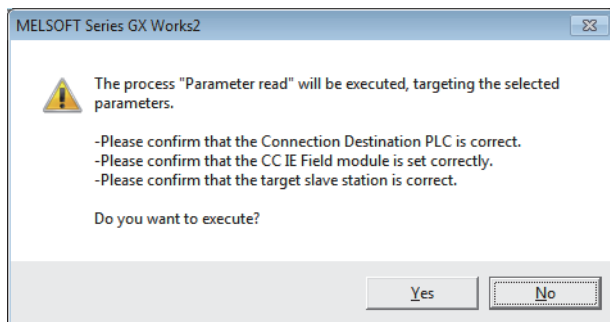 MELSOFT Series GX Works2
The process "Parameter read" will be executed, targeting the selected
parameters.
-Please confirm that the Connection Destination PLC is correct.
-Please confirm that the CC IE Field module is set correctly.
-Please confirm that the target slave station is correct.
Do you want to execute?
Yes
No